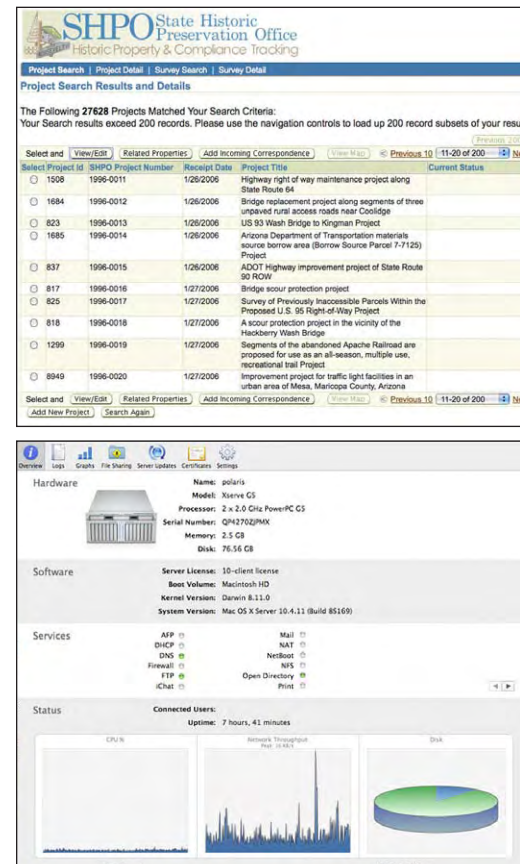 SHPO State Historic
Preservation Office
Historic Property & Compliance Tracking
Project Search | Project Detail | Survey Search | Survey Detail
Project Search Results and Details
The Following 27628 Projects Matched Your Search Criteria:
Your Search results exceed 200 records. Please use the navigation controls to load up 200 record subsets of your resu
Previous 200
Select and View/Edit Related Properties Add Incoming Correspondence View Map Previous 10 11-20 of 200 Ne
Select Project Id SHPO Project Number Receipt Date Project Title Current Status
1508 1996-0011 1/26/2006 Highway right of way maintenance project along
State Route 64
1684 1996-0012 1/26/2006 Bridge replacement project along segments of three
unpaved rural access roads near Coolidge
823 1996-0013 1/26/2006 US 93 Wash Bridge to Kingman Project
1685 1996-0014 1/26/2006 Arizona Department of Transportation materials
source borrow area (Borrow Source Parcel 7-7125)
Project
837 1996-0015 1/26/2006 ADOT Highway improvement project of State Route
90 ROW
817 1996-0016 1/27/2006 Bridge scour protection project
825 1996-0017 1/27/2006 Survey of Previously Inaccessible Parcels Within the
Proposed U.S. 95 Right-of-Way Project
818 1996-0018 1/27/2006 A scour protection project in the vicinity of the
Hackberry Wash Bridge
1299 1996-0019 1/27/2006 Segments of the abandoned Apache Railroad are
proposed for use as an all-season, multiple use,
recreational trail Project
8949 1996-0020 1/27/2006 Improvement project for traffic light facilities in an
urban area of Mesa, Maricopa County, Arizona
Select and View/Edit Related Properties Add Incoming Correspondence View Map Previous 10 11-20 of 200 Ne
Add New Project Search Again
Overview Logs Graphs File Sharing Server Updates Certificates Settings
Hardware Name: polaris
Model: Xserve G5
Processor: 2 x 2.0 GHz PowerPC G5
Serial Number: QP4270ZJPMX
Memory: 2.5 GB
Disk: 76.56 GB
Software Server License: 10-client license
Boot Volume: Macintosh HD
Kernel Version: Darwin 8.11.0
System Version: Mac OS X Server 10.4.11 (Build 8S169)
Services AFP Mail
DHCP NAT
DNS NetBoot
Firewall NFS
FTP Open Directory
iChat Print
Status Connected Users:
Uptime: 7 hours, 41 minutes
CPU % Network Throughput Disk